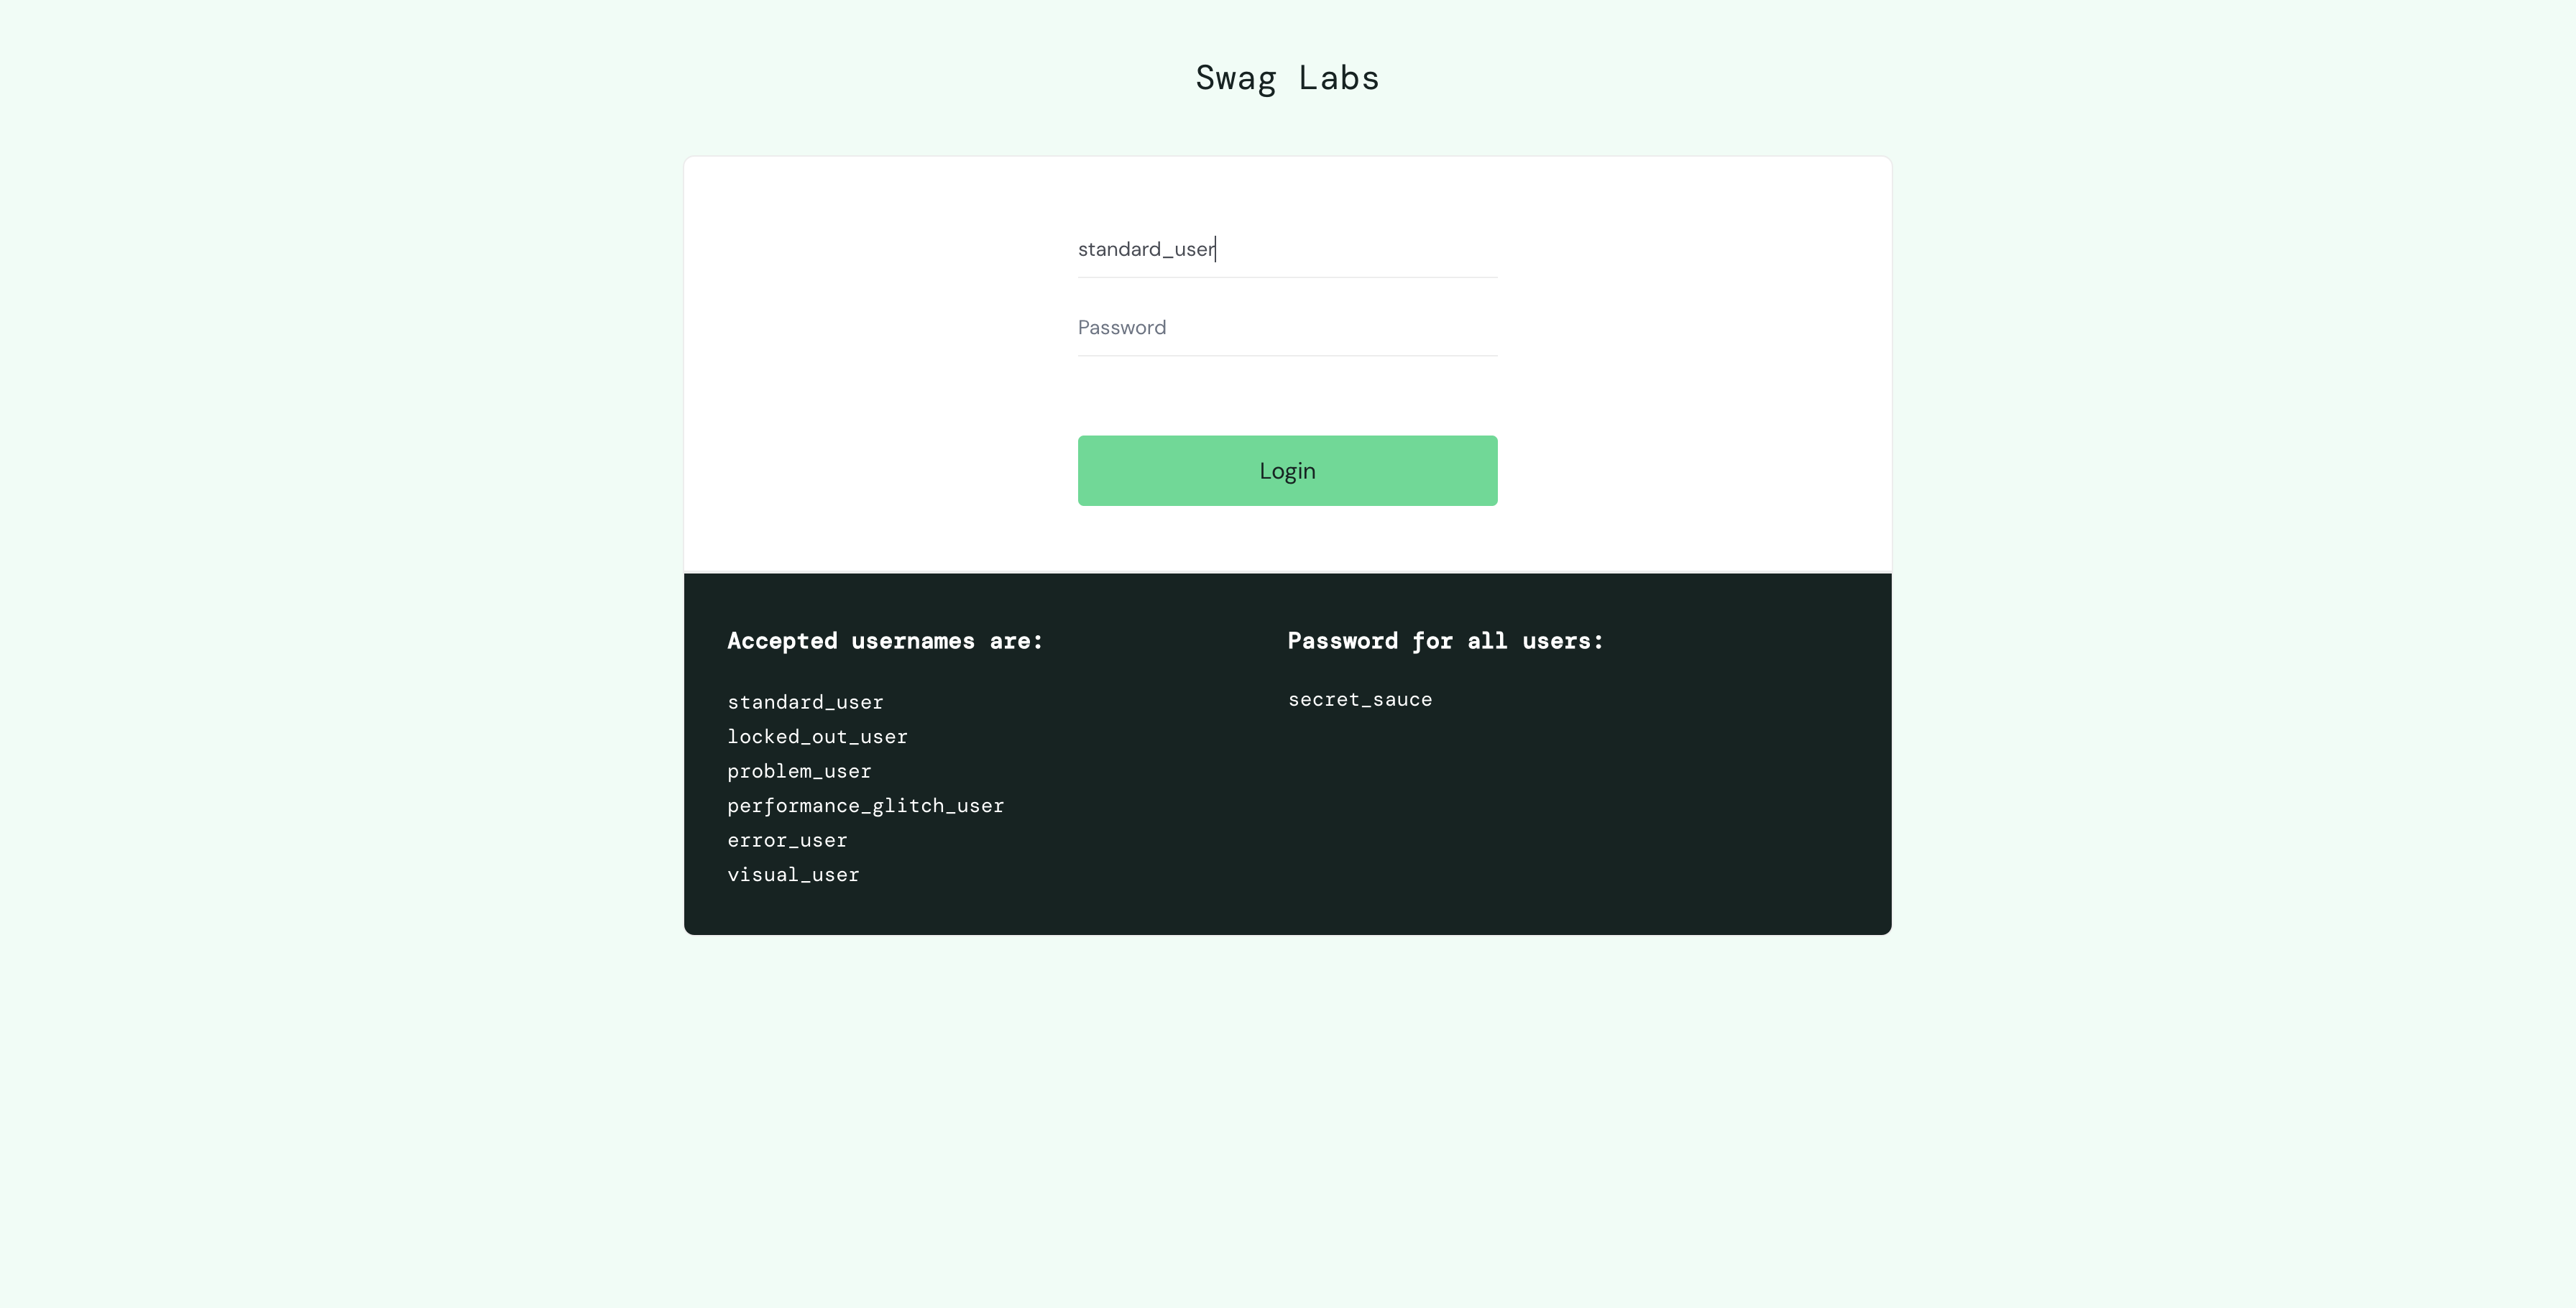 Swag Labs
standard_user
Password
Login
Accepted usernames are:
standard_user
locked_out_user
problem_user
performance_glitch_user
error_user
visual_user
Password for all users:
secret_sauce